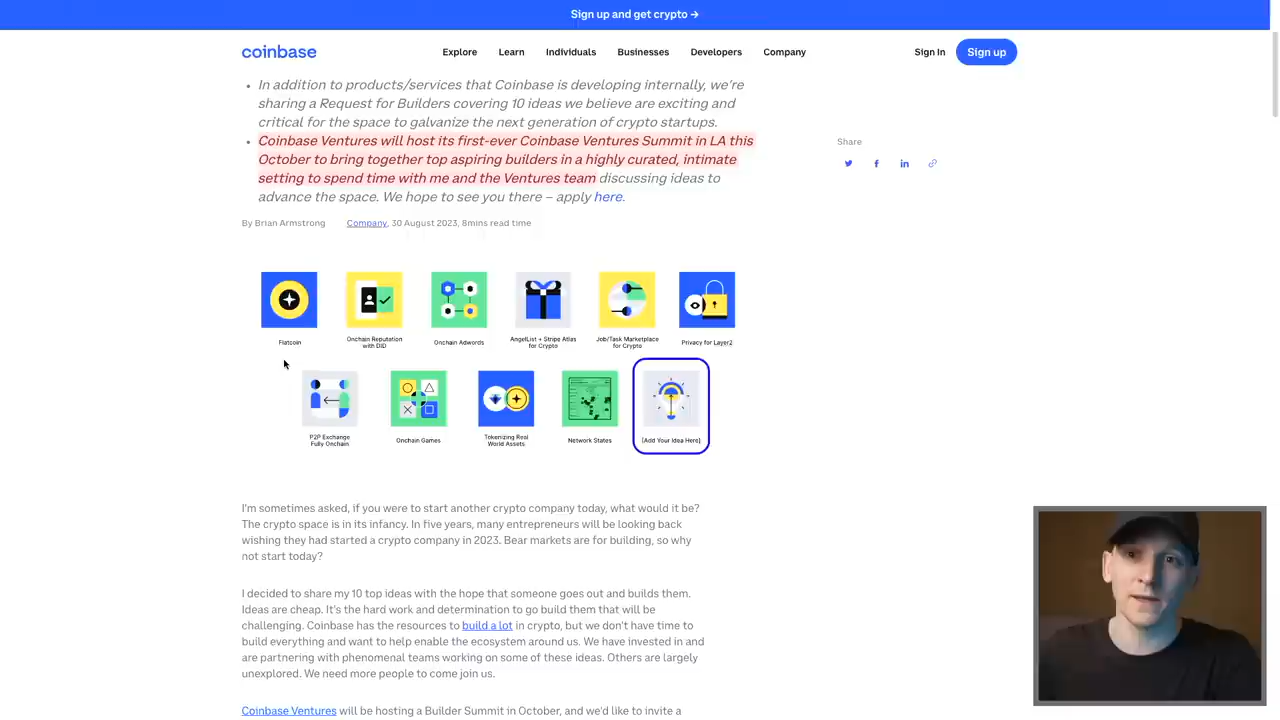 Sign up and get crypto →
coinbase
Explore Learn Individuals Businesses Developers Company
Sign In Sign up
• In addition to products/services that Coinbase is developing internally, we're
sharing a Request for Builders covering 10 ideas we believe are exciting and
critical for the space to galvanize the next generation of crypto startups.
• Coinbase Ventures will host its first-ever Coinbase Ventures Summit in LA this
October to bring together top aspiring builders in a highly curated, intimate
setting to spend time with me and the Ventures team discussing ideas to
advance the space. We hope to see you there – apply here.
Share
By Brian Armstrong Company, 30 August 2023, 8mins read time
Flatcoin
Onchain Reputation
with DID
Onchain Adwords
AngelList + Stripe Atlas
for Crypto
Job/Task Marketplace
for Crypto
Privacy for Layer2
P2P Exchange
Fully Onchain
Onchain Games
Tokenizing Real
World Assets
Network States
[Add Your Idea Here]
I'm sometimes asked, if you were to start another crypto company today, what would it be?
The crypto space is in its infancy. In five years, many entrepreneurs will be looking back
wishing they had started a crypto company in 2023. Bear markets are for building, so why
not start today?
I decided to share my 10 top ideas with the hope that someone goes out and builds them.
Ideas are cheap. It's the hard work and determination to go build them that will be
challenging. Coinbase has the resources to build a lot in crypto, but we don't have time to
build everything and want to help enable the ecosystem around us. We have invested in and
are partnering with phenomenal teams working on some of these ideas. Others are largely
unexplored. We need more people to come join us.
Coinbase Ventures will be hosting a Builder Summit in October, and we'd like to invite a